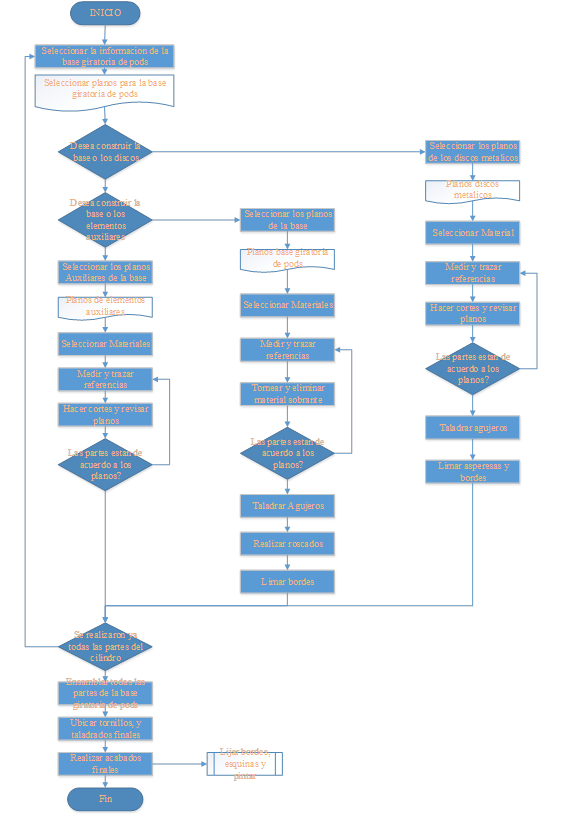 INICIO
Seleccionar la informacion de la
base giratoria de pods
Seleccionar planos para la base
giratoria de pods
Desea construir la
base o los discos
Seleccionar los planos
de los discos metalicos
Planos discos
metalicos
Seleccionar Material
Medir y trazar
referencias
Hacer cortes y revisar
planos
Las partes estan de
acuerdo a los
planos?
Taladrar agujeros
Limar asperesas y
bordes
Desea construir la
base o los
elementos
auxiliares
Seleccionar los planos
de la base
Planos base giratoria
de pods
Seleccionar Materiales
Medir y trazar
referencias
Tornear y eliminar
material sobrante
Las partes estan de
acuerdo a los
planos?
Taladrar Agujeros
Realizar roscados
Limar bordes
Seleccionar los planos
Auxiliares de la base
Planos de elementos
auxiliares
Seleccionar Materiales
Medir y trazar
referencias
Hacer cortes y revisar
planos
Las partes estan de
acuerdo a los
planos?
Se realizaron ya
todas las partes del
cilindro
Ensamblar todas las
partes de la base
giratoria de pods
Ubicar tornillos, y
taladrados finales
Realizar acabados
finales
Lijar bordes,
esquinas y
pintar
Fin